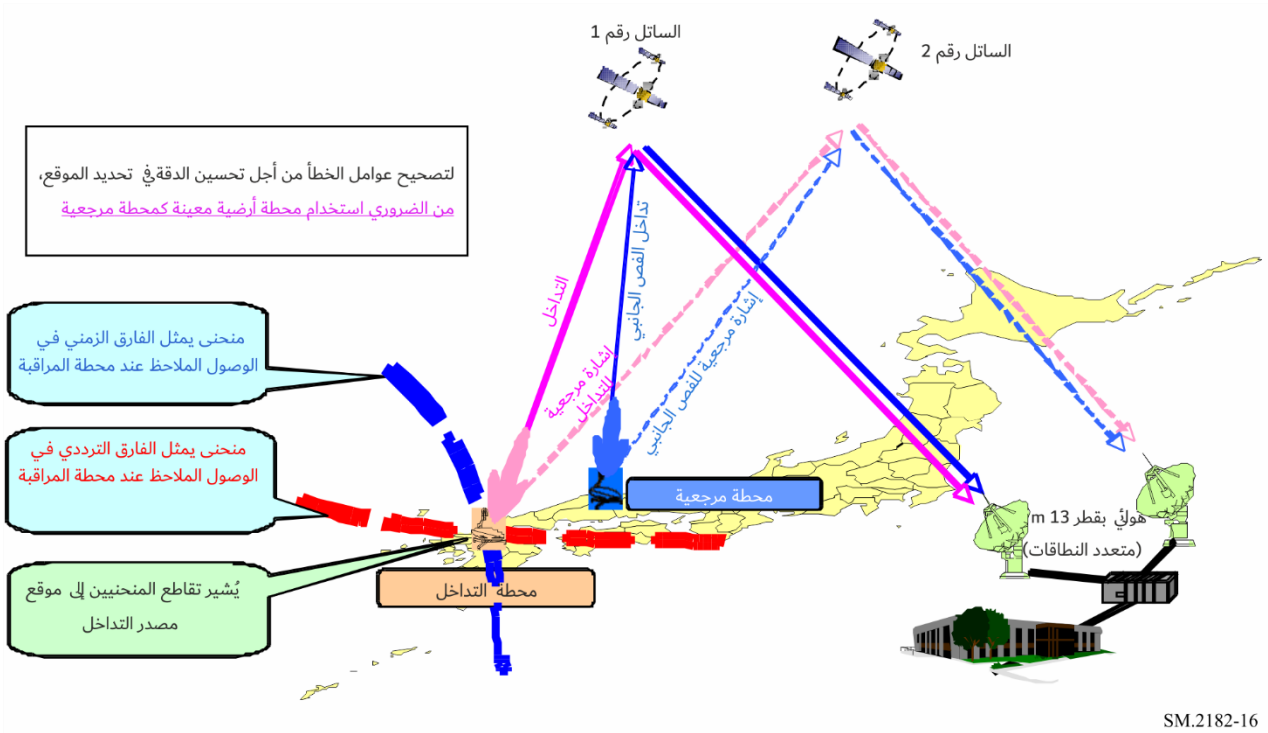 الساتل رقم 1
الساتل رقم 2
لتصحيح عوامل الخطأ من أجل تحسين الدقة في تحديد الموقع،
من الضروري استخدام محطة أرضية معينة كمحطة مرجعية
تداخل الفص الجانبي
التداخل
إشارة مرجعية للفص الجانبي
إشارة مرجعية
للتداخل
منحنى يمثل الفارق الزمني في
الوصول الملاحظ عند محطة المراقبة
منحنى يمثل الفارق الترددي في
الوصول الملاحظ عند محطة المراقبة
محطة مرجعية
هوائي بقطر 13 m
(متعدد النطاقات)
يُشير تقاطع المنحنيين إلى موقع
مصدر التداخل
محطة التداخل
SM.2182-16